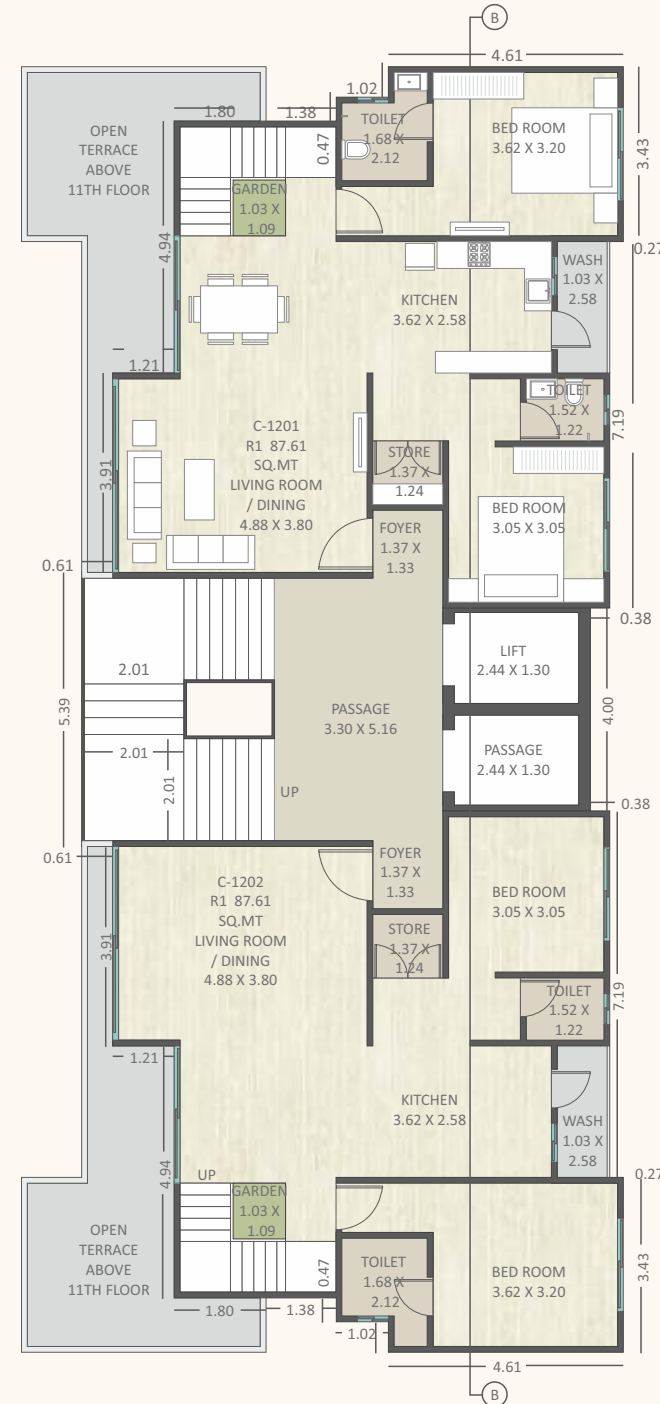 B
4.61
1.02
1.80
1.38
OPEN
TERRACE
ABOVE
11TH FLOOR
TOILET
1.68 X
2.12
0.47
BED ROOM
3.62 X 3.20
3.43
GARDEN
1.03 X
1.09
4.94
0.27
WASH
1.03 X
2.58
KITCHEN
3.62 X 2.58
1.21
TOILET
1.52 X
1.22
7.19
C-1201
R1 87.61
SQ.MT
LIVING ROOM
/ DINING
4.88 X 3.80
3.91
STORE
1.37 X
1.24
BED ROOM
3.05 X 3.05
FOYER
1.37 X
1.33
0.61
0.38
2.01
LIFT
2.44 X 1.30
5.39
PASSAGE
3.30 X 5.16
4.00
2.01
2.01
PASSAGE
2.44 X 1.30
UP
0.38
0.61
FOYER
1.37 X
1.33
C-1202
R1 87.61
SQ.MT
LIVING ROOM
/ DINING
4.88 X 3.80
3.91
BED ROOM
3.05 X 3.05
STORE
1.37 X
1.24
TOILET
1.52 X
1.22
7.19
1.21
KITCHEN
3.62 X 2.58
WASH
1.03 X
2.58
4.94
UP
0.27
GARDEN
1.03 X
1.09
OPEN
TERRACE
ABOVE
11TH FLOOR
0.47
TOILET
1.68 X
2.12
BED ROOM
3.62 X 3.20
3.43
1.80
1.38
1.02
4.61
B